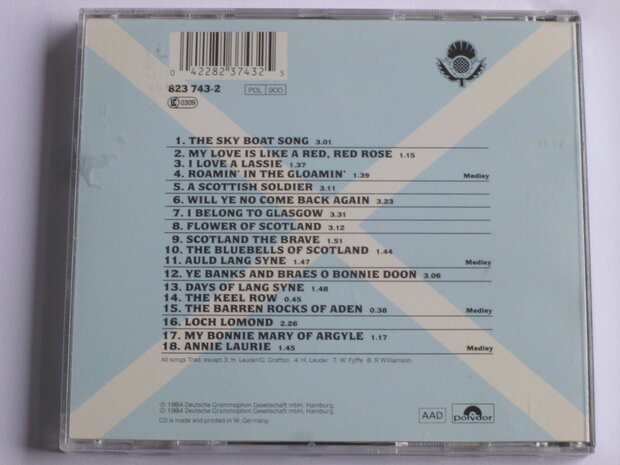 0 42282 37432 5
823 743-2 POL 900
LC 0309
1. THE SKY BOAT SONG 3.01
2. MY LOVE IS LIKE A RED, RED ROSE 1.15
3. I LOVE A LASSIE 1.37
4. ROAMIN' IN THE GLOAMIN' 1.39 Medley
5. A SCOTTISH SOLDIER 3.11
6. WILL YE NO COME BACK AGAIN 3.23
7. I BELONG TO GLASGOW 3.31
8. FLOWER OF SCOTLAND 3.12
9. SCOTLAND THE BRAVE 1.51
10. THE BLUEBELLS OF SCOTLAND 1.44
11. AULD LANG SYNE 1.47 Medley
12. YE BANKS AND BRAES O BONNIE DOON 3.06
13. DAYS OF LANG SYNE 1.48
14. THE KEEL ROW 0.45
15. THE BARREN ROCKS OF ADEN 0.38 Medley
16. LOCH LOMOND 2.26
17. MY BONNIE MARY OF ARGYLE 1.17
18. ANNIE LAURIE 1.45 Medley
All songs Trad. except 3. H. Lauder/G. Grafton 4. H. Lauder 7. W. Fyffe 8. R. Williamson.
℗ 1984 Deutsche Grammophon Gesellschaft mbH, Hamburg.
© 1984 Deutsche Grammophon Gesellschaft mbH, Hamburg.
CD is made and printed in W. Germany.
AAD
Polydor